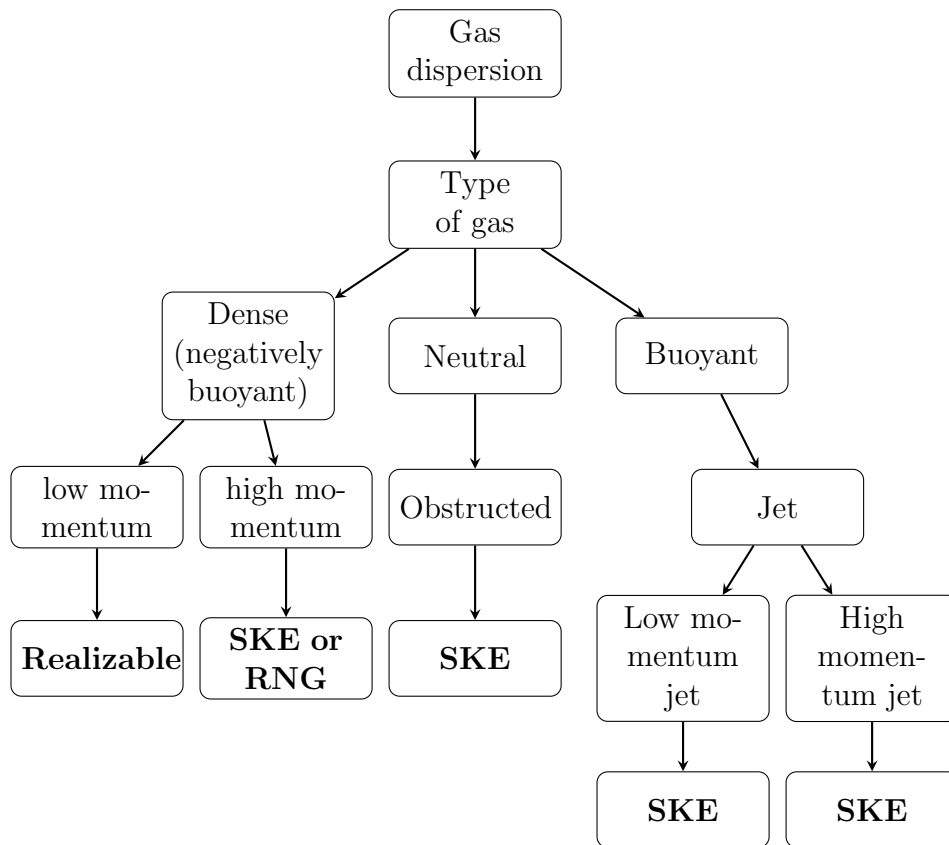 Gas
dispersion
Type
of gas
Dense
(negatively
buoyant)
Neutral
Buoyant
low mo-
mentum
high mo-
mentum
Obstructed
Jet
Realizable
SKE or
RNG
SKE
Low mo-
mentum
jet
High
momen-
tum jet
SKE
SKE